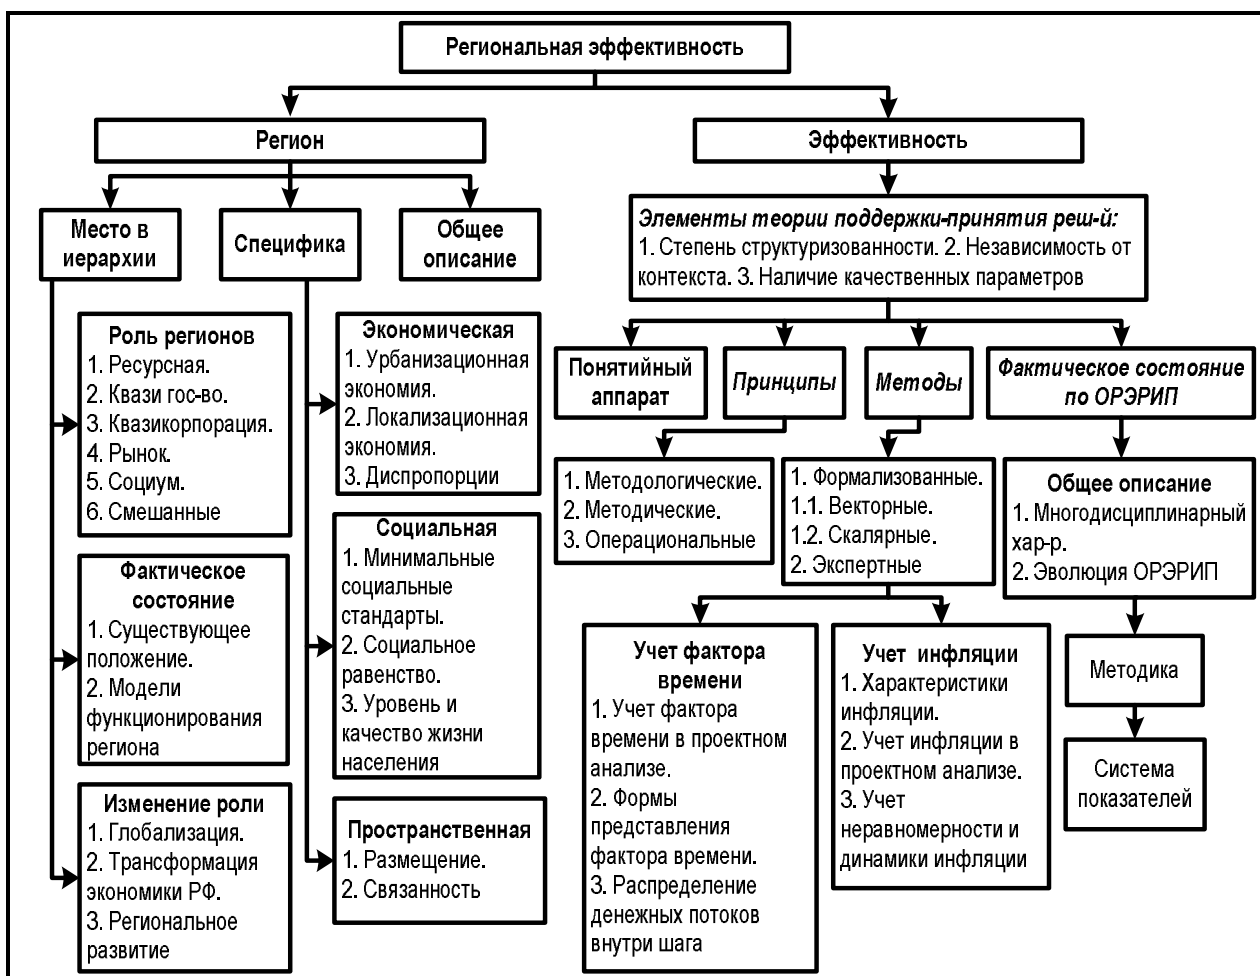 Региональная эффективность
Регион
Эффективность
Место в
иерархии
Специфика
Общее
описание
Элементы теории поддержки-принятия реш-й:
1. Степень структуризованности. 2. Независимость от
контекста. 3. Наличие качественных параметров
Роль регионов
1. Ресурсная.
2. Квази гос-во.
3. Квазикорпорация.
4. Рынок.
5. Социум.
6. Смешанные
Фактическое
состояние
1. Существующее
положение.
2. Модели
функционирования
региона
Изменение роли
1. Глобализация.
2. Трансформация
экономики РФ.
3. Региональное
развитие
Экономическая
1. Урбанизационная
экономия.
2. Локализационная
экономия.
3. Диспропорции
Социальная
1. Минимальные
социальные
стандарты.
2. Социальное
равенство.
3. Уровень и
качество жизни
населения
Пространственная
1. Размещение.
2. Связанность
Понятийный
аппарат
Принципы
Методы
Фактическое состояние
по ОРЭРИП
1. Методологические.
2. Методические.
3. Операциональные
1. Формализованные.
1.1. Векторные.
1.2. Скалярные.
2. Экспертные
Общее описание
1. Многодисциплинарный
хар-р.
2. Эволюция ОРЭРИП
Учет фактора
времени
1. Учет фактора
времени в проектном
анализе.
2. Формы
представления
фактора времени.
3. Распределение
денежных потоков
внутри шага
Учет инфляции
1. Характеристики
инфляции.
2. Учет инфляции в
проектном анализе.
3. Учет
неравномерности и
динамики инфляции
Методика
Система
показателей